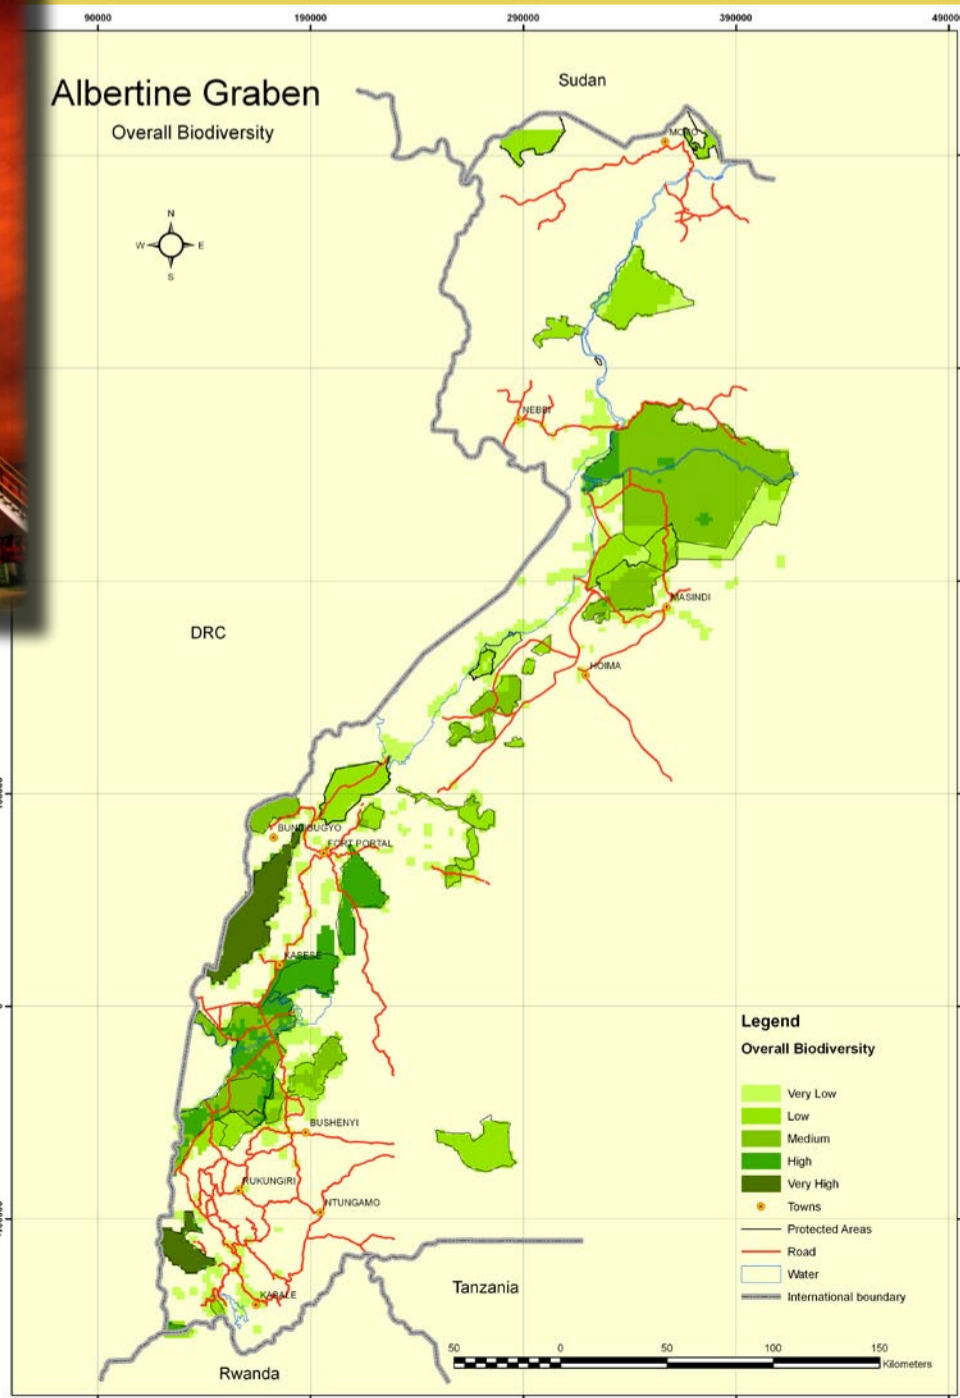 90000
190000
290000
390000
490000
Albertine Graben
Overall Biodiversity
Sudan
MOYO
N
W
E
S
NEBBI
DRC
MASINDI
HOIMA
BUNDIBUGYO
FORT PORTAL
KASESE
BUSHENYI
RUKUNGIRI
NTUNGAMO
KABALE
Tanzania
Rwanda
Legend
Overall Biodiversity
Very Low
Low
Medium
High
Very High
Towns
Protected Areas
Road
Water
International boundary
50 0 50 100 150
Kilometers